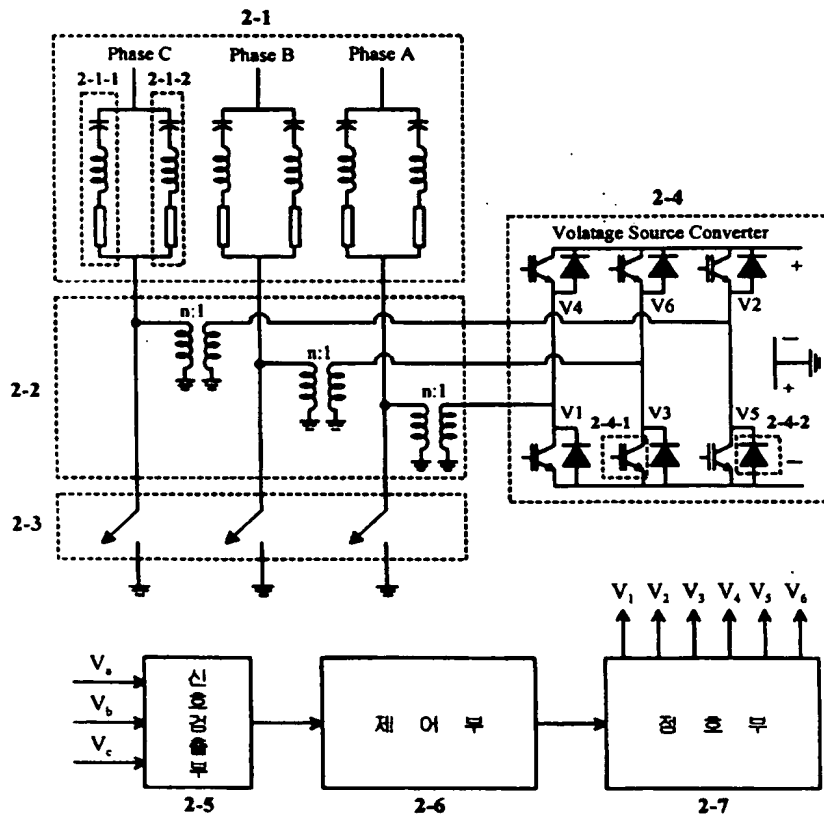 2-1
Phase C Phase B Phase A
2-1-1 2-1-2
2-4
Volatage Source Converter
+
V4 V6 V2
n:1
−
n:1
+
2-2
n:1
V1 2-4-1 V3 V5 2-4-2
−
2-3
V1 V2 V3 V4 V5 V6
Va
Vb
Vc
신호검출부
제 어 부
점 호 부
2-5 2-6 2-7